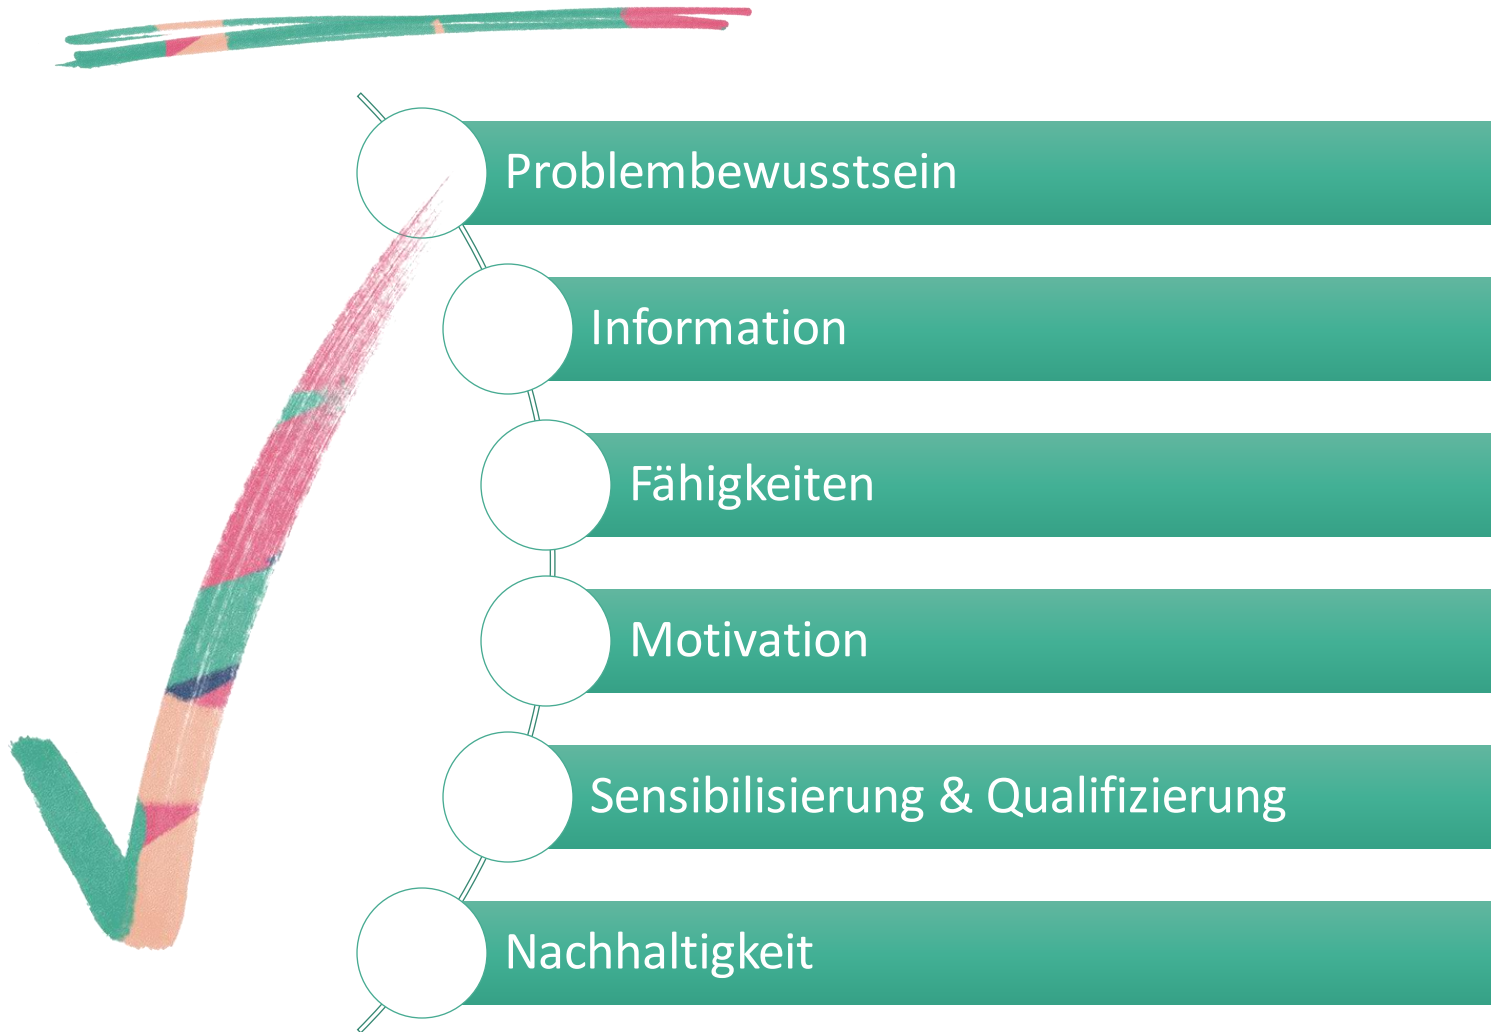 Problembewusstsein
Information
Fähigkeiten
Motivation
Sensibilisierung & Qualifizierung
Nachhaltigkeit